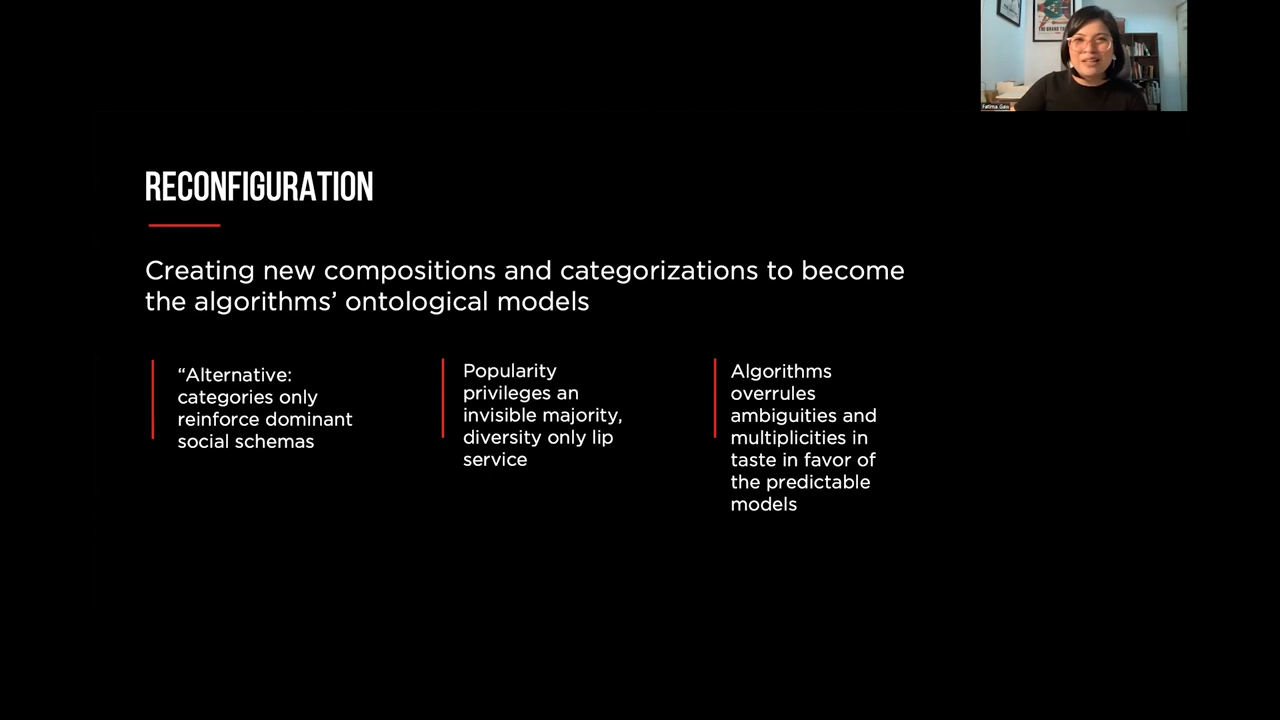 Fatima Gaw
RECONFIGURATION
Creating new compositions and categorizations to become
the algorithms’ ontological models
“Alternative:
categories only
reinforce dominant
social schemas
Popularity
privileges an
invisible majority,
diversity only lip
service
Algorithms
overrules
ambiguities and
multiplicities in
taste in favor of
the predictable
models